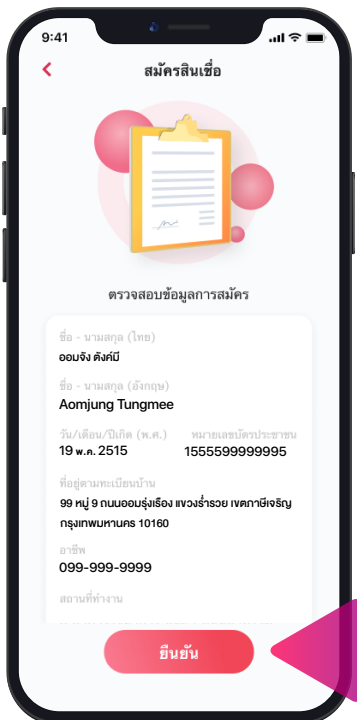 9:41
สมัครสินเชื่อ
ตรวจสอบข้อมูลการสมัคร
ชื่อ - นามสกุล (ไทย)
ออมจัง ตังค์มี
ชื่อ - นามสกุล (อังกฤษ)
Aomjung Tungmee
วัน/เดือน/ปีเกิด (พ.ศ.) หมายเลขบัตรประชาชน
19 พ.ค. 2515 1555599999995
ที่อยู่ตามทะเบียนบ้าน
99 หมู่ 9 ถนนออมรุ่งเรือง แขวงร่ำรวย เขตภาษีเจริญ
กรุงเทพมหานคร 10160
อาชีพ
099-999-9999
สถานที่ทำงาน
ยืนยัน